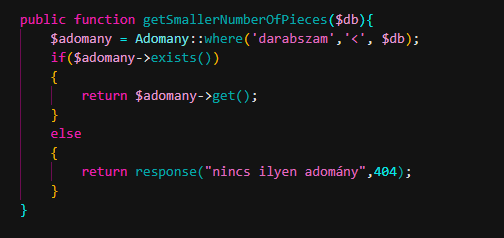 public function getSmallerNumberOfPieces($db){
$adomany = Adomany::where('darabszam','<', $db);
if($adomany->exists())
{
return $adomany->get();
}
else
{
return response("nincs ilyen adomány",404);
}
}